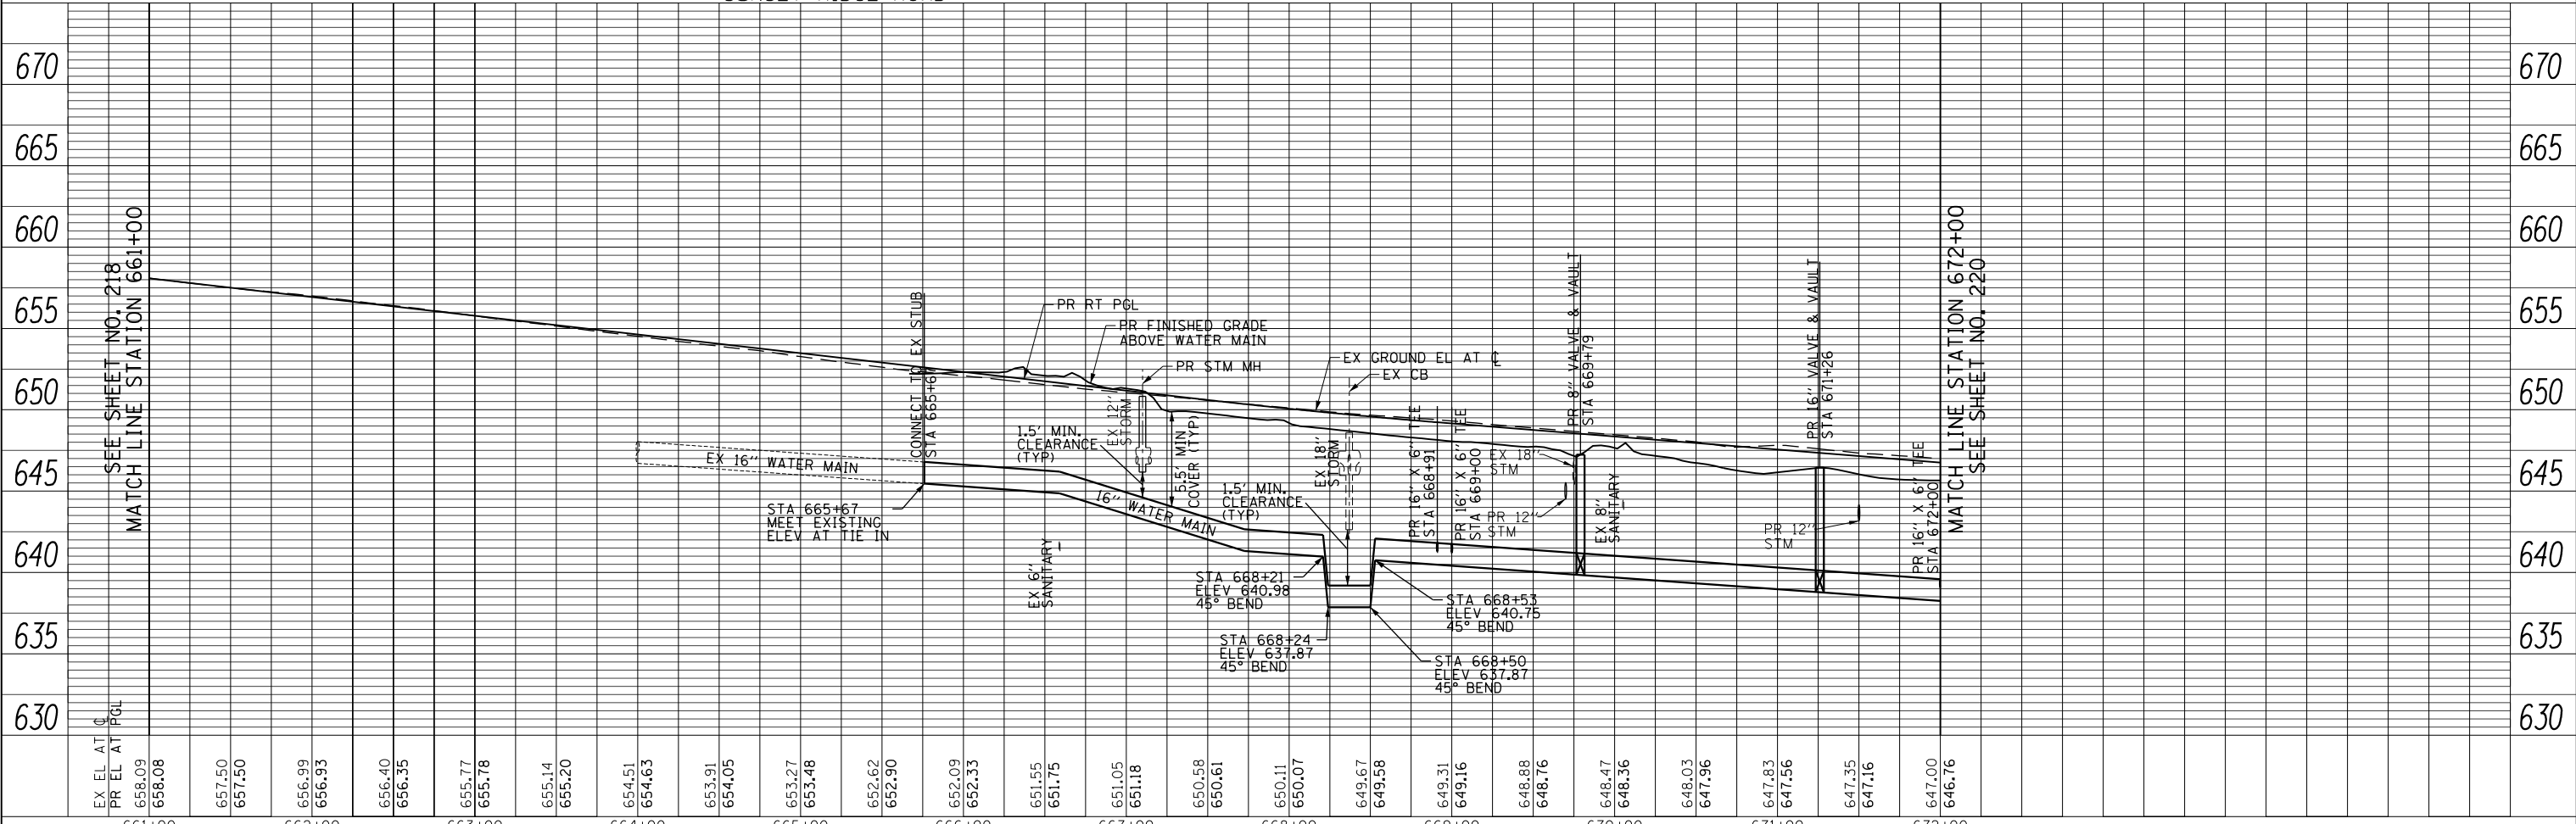 670
665
660
655
650
645
640
635
630
670
665
660
655
650
645
640
635
630
SEE SHEET NO. 218
MATCH LINE STATION 661+00
EX 16" WATER MAIN
CONNECT TO EX STUB
STA 665+67
STA 665+67
MEET EXISTING
ELEV AT TIE IN
PR RT PGL
PR FINISHED GRADE
ABOVE WATER MAIN
PR STM MH
EX 12"
STORM
1.5' MIN.
CLEARANCE
(TYP)
5.5' MIN
COVER (TYP)
16" WATER MAIN
EX 6"
SANITARY
EX GROUND EL AT ℄
EX CB
EX 18"
STORM
1.5' MIN.
CLEARANCE
(TYP)
STA 668+21
ELEV 640.98
45° BEND
STA 668+24
ELEV 637.87
45° BEND
STA 668+53
ELEV 640.75
45° BEND
STA 668+50
ELEV 637.87
45° BEND
PR 16" X 6" TEE
STA 668+91
PR 16" X 6" TEE
STA 669+00
EX 18"
STM
PR 12"
STM
PR 8" VALVE & VAULT
STA 669+79
EX 8"
SANITARY
PR 12"
STM
PR 16" VALVE & VAULT
STA 671+26
PR 16" X 6" TEE
STA 672+00
MATCH LINE STATION 672+00
SEE SHEET NO. 220
EX EL AT ℄
PR EL AT PGL
658.09
658.08
657.50
657.50
656.99
656.93
656.40
656.35
655.77
655.78
655.14
655.20
654.51
654.63
653.91
654.05
653.27
653.48
652.62
652.90
652.09
652.33
651.55
651.75
651.05
651.18
650.58
650.61
650.11
650.07
649.67
649.58
649.31
649.16
648.88
648.76
648.47
648.36
648.03
647.96
647.83
647.56
647.35
647.16
647.00
646.76